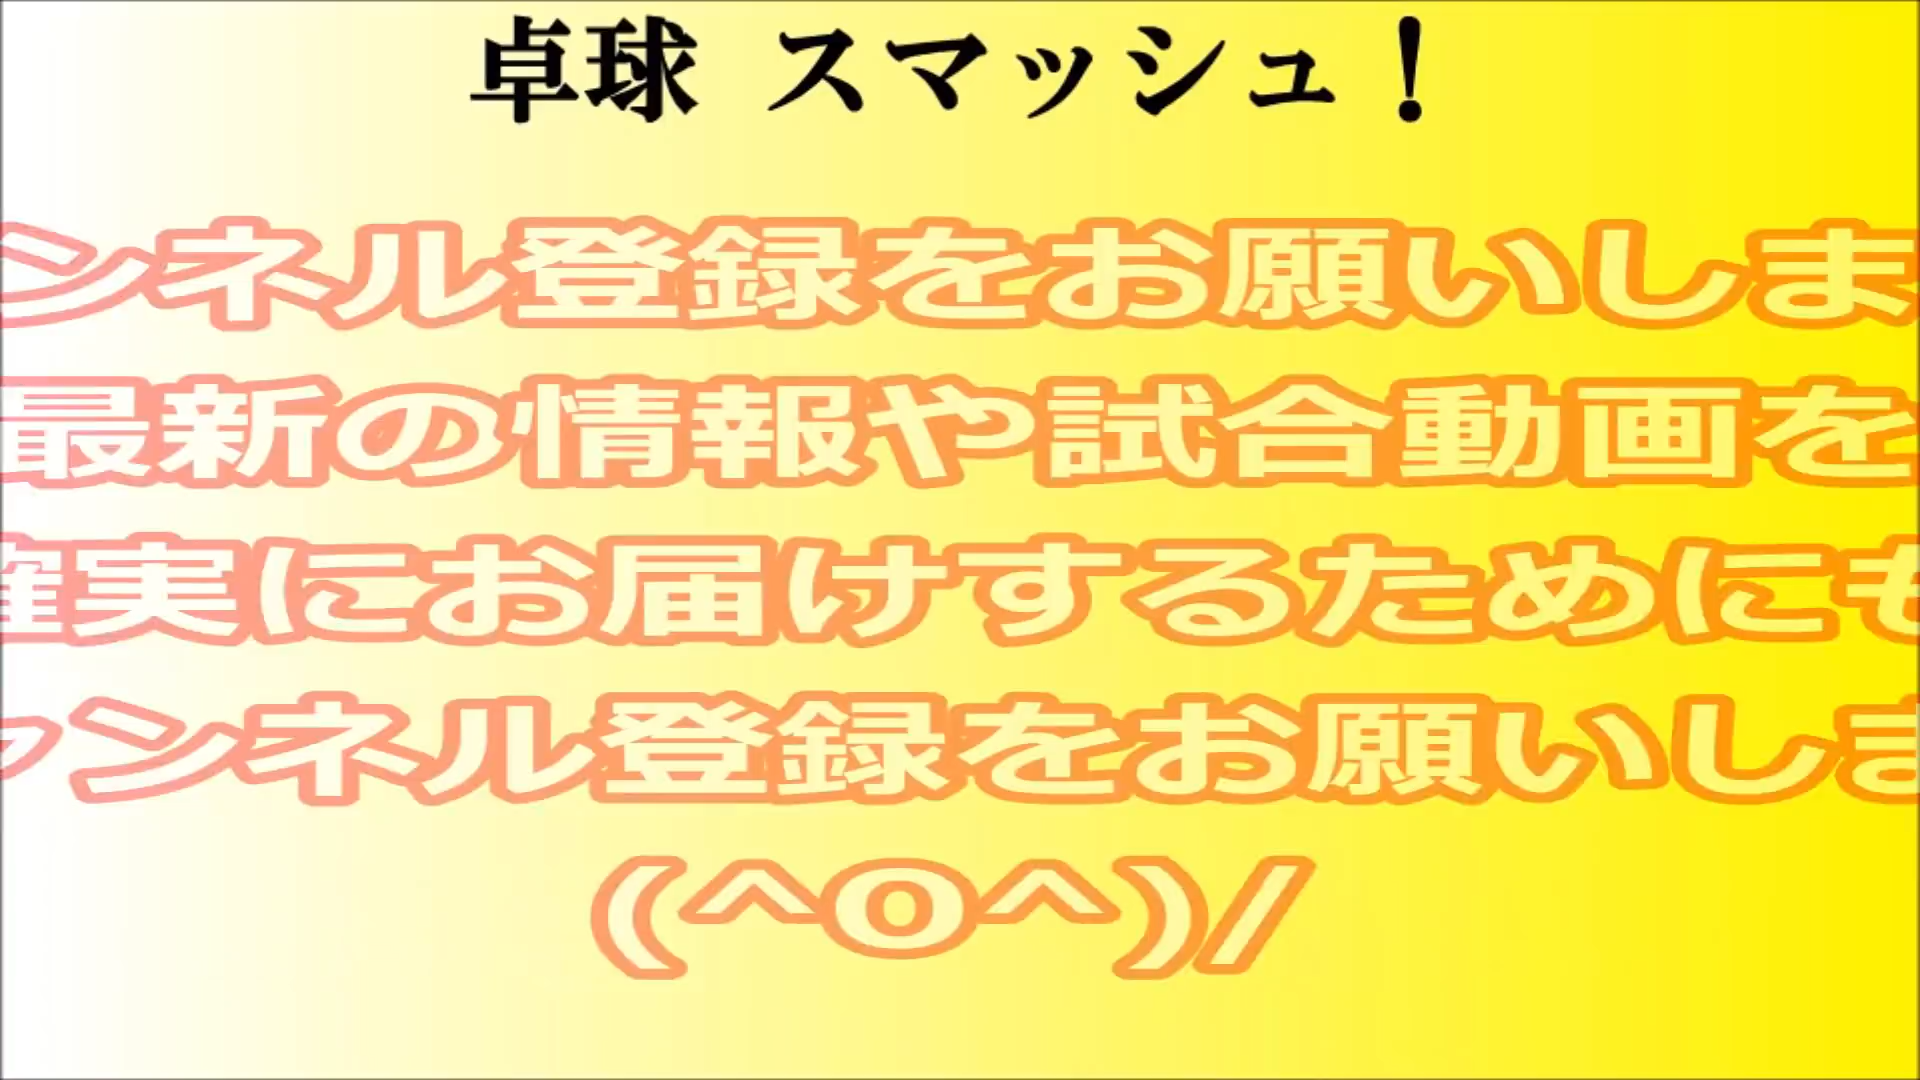 卓球 スマッシュ！
ンネル登録をお願いしま
最新の情報や試合動画を
確実にお届けするためにも
ャンネル登録をお願いしま
(^O^)/